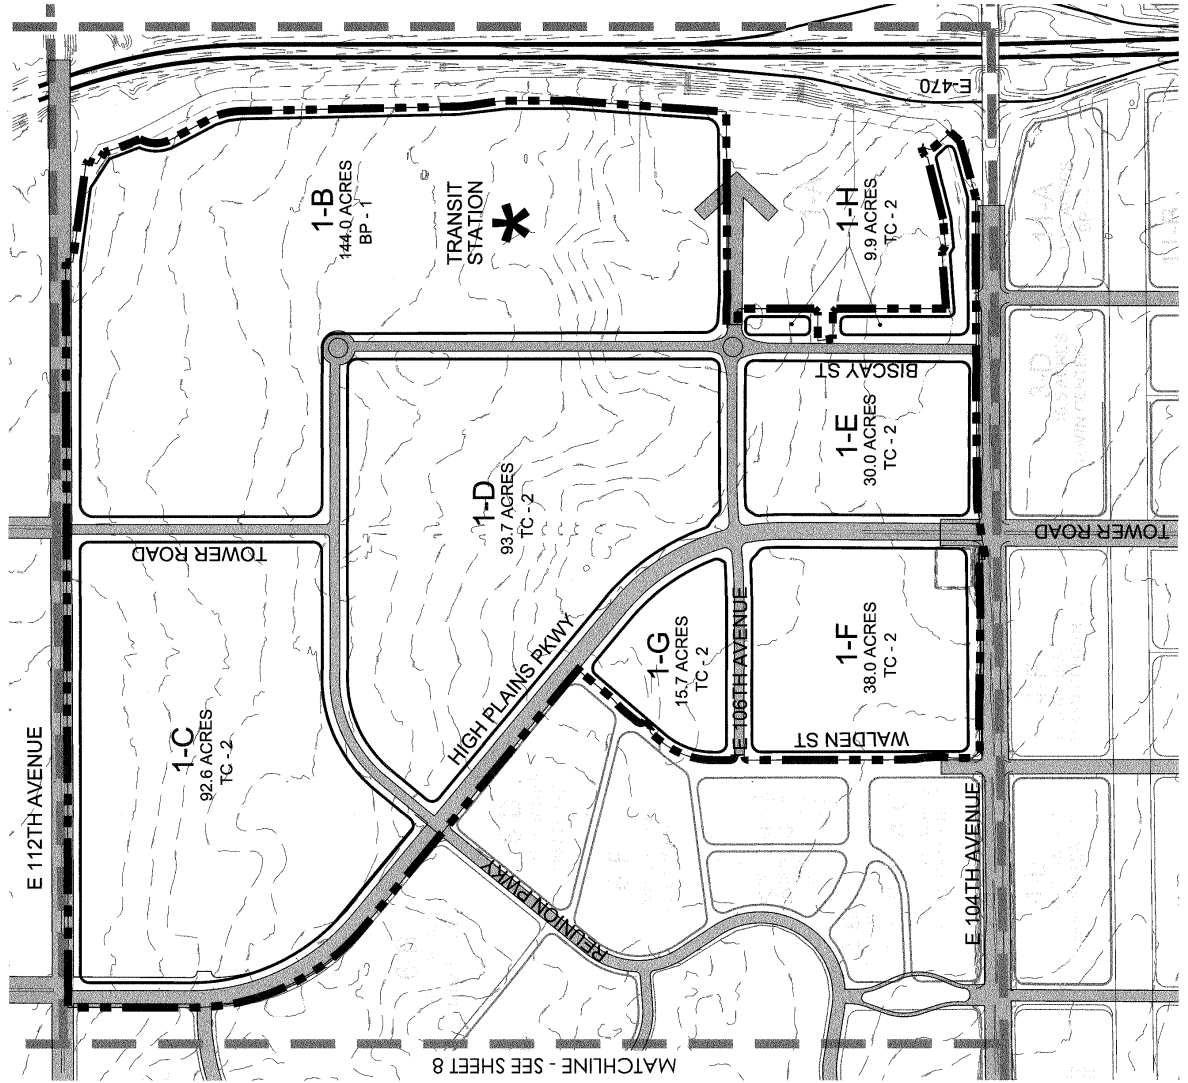 E-470
1-B
144.0 ACRES
BP - 1
TRANSIT
STATION
1-H
9.9 ACRES
TC - 2
BISCAY ST
1-E
30.0 ACRES
TC - 2
1-D
93.7 ACRES
TC - 2
TOWER ROAD
TOWER ROAD
E 112TH AVENUE
1-C
92.6 ACRES
TC - 2
HIGH PLAINS PKWY
1-G
15.7 ACRES
TC - 2
E 106TH AVENUE
1-F
38.0 ACRES
TC - 2
WALDEN ST
REUNION PWKY
E 104TH AVENUE
MATCHLINE - SEE SHEET 8